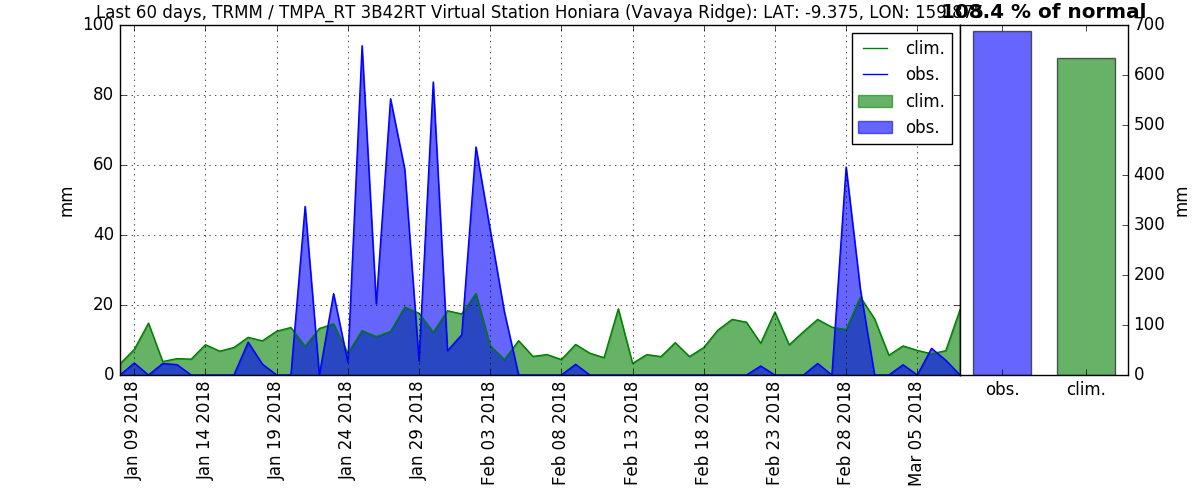 Last 60 days, TRMM / TMPA_RT 3B42RT Virtual Station Honiara (Vavaya Ridge): LAT: -9.375, LON:
108.4 % of normal
100
80
60
40
20
0
mm
clim.
obs.
clim.
obs.
700
600
500
400
300
200
100
0
mm
Jan 09 2018
Jan 14 2018
Jan 19 2018
Jan 24 2018
Jan 29 2018
Feb 03 2018
Feb 08 2018
Feb 13 2018
Feb 18 2018
Feb 23 2018
Feb 28 2018
Mar 05 2018
obs.
clim.